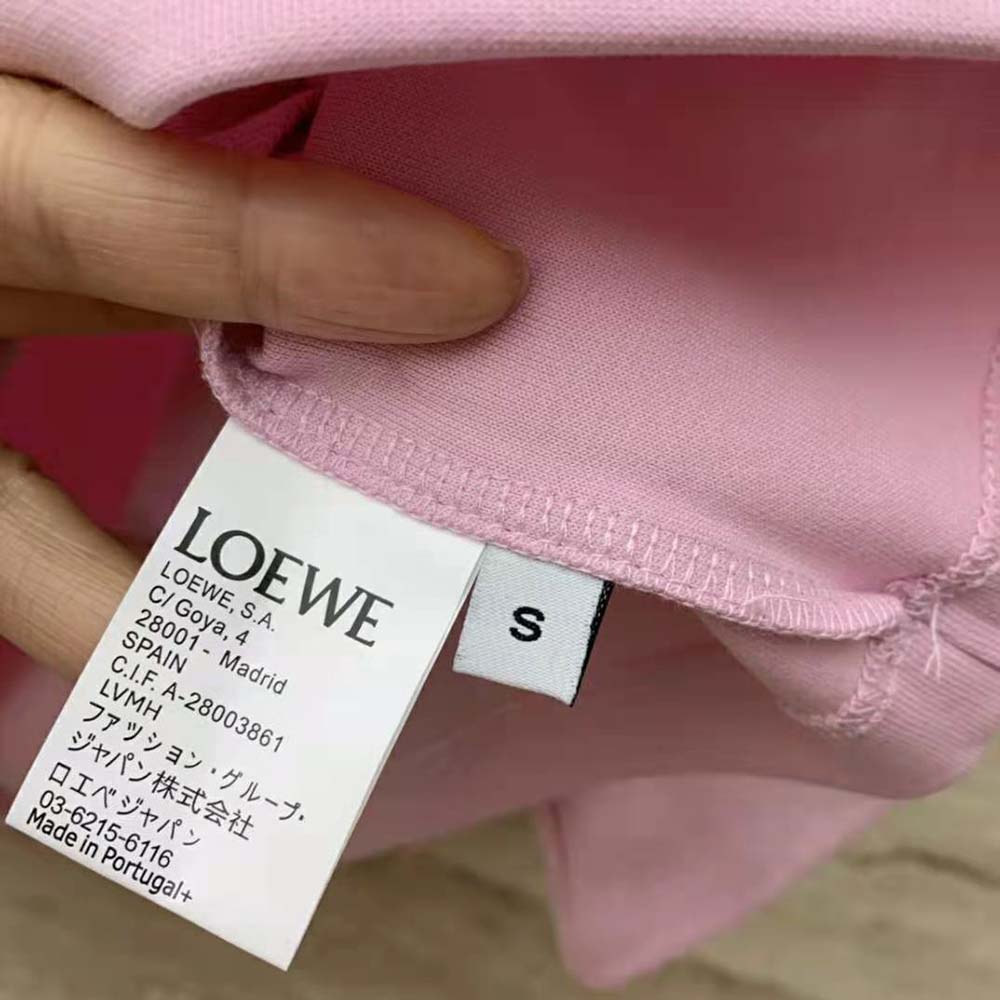 LOEWE
LOEWE, S.A.
C/ Goya, 4
28001 - Madrid
SPAIN
C.I.F. A-28003861
LVMH
ファッション・グループ・
ジャパン株式会社
ロエベジャパン
03-6215-6116
Made in Portugal+
S